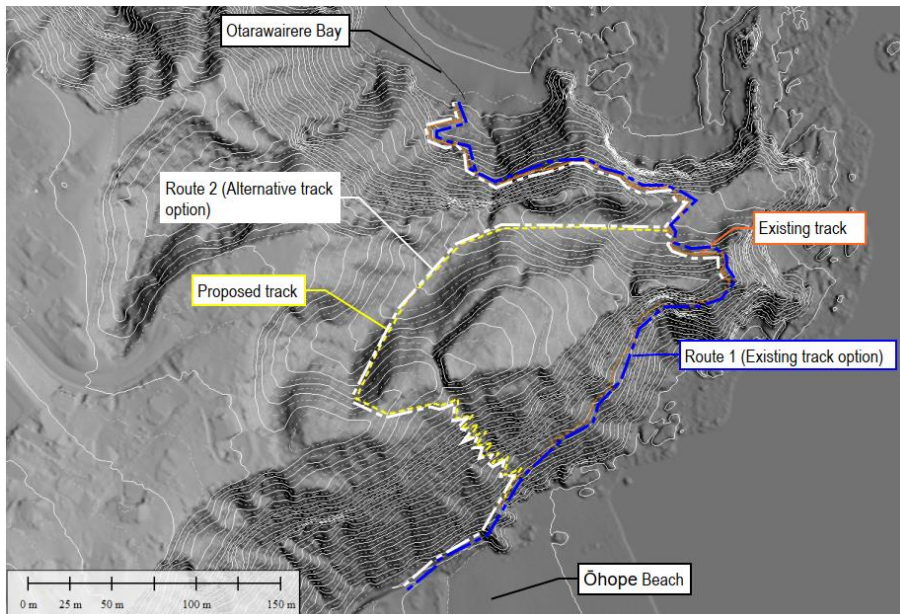 Otarawairere Bay
Route 2 (Alternative track
option)
Existing track
Proposed track
Route 1 (Existing track option)
Ōhope Beach
0 m 25 m 50 m 100 m 150 m